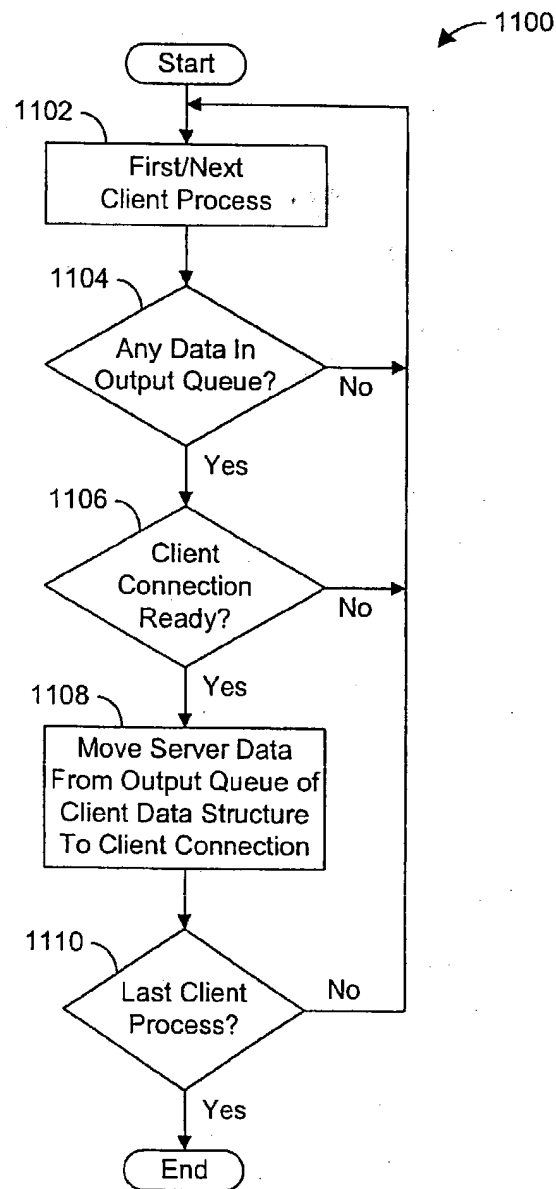 1100
Start
1102
First/Next
Client Process
1104
Any Data In
Output Queue?
No
Yes
1106
Client
Connection
Ready?
No
Yes
1108
Move Server Data
From Output Queue of
Client Data Structure
To Client Connection
1110
Last Client
Process?
No
Yes
End